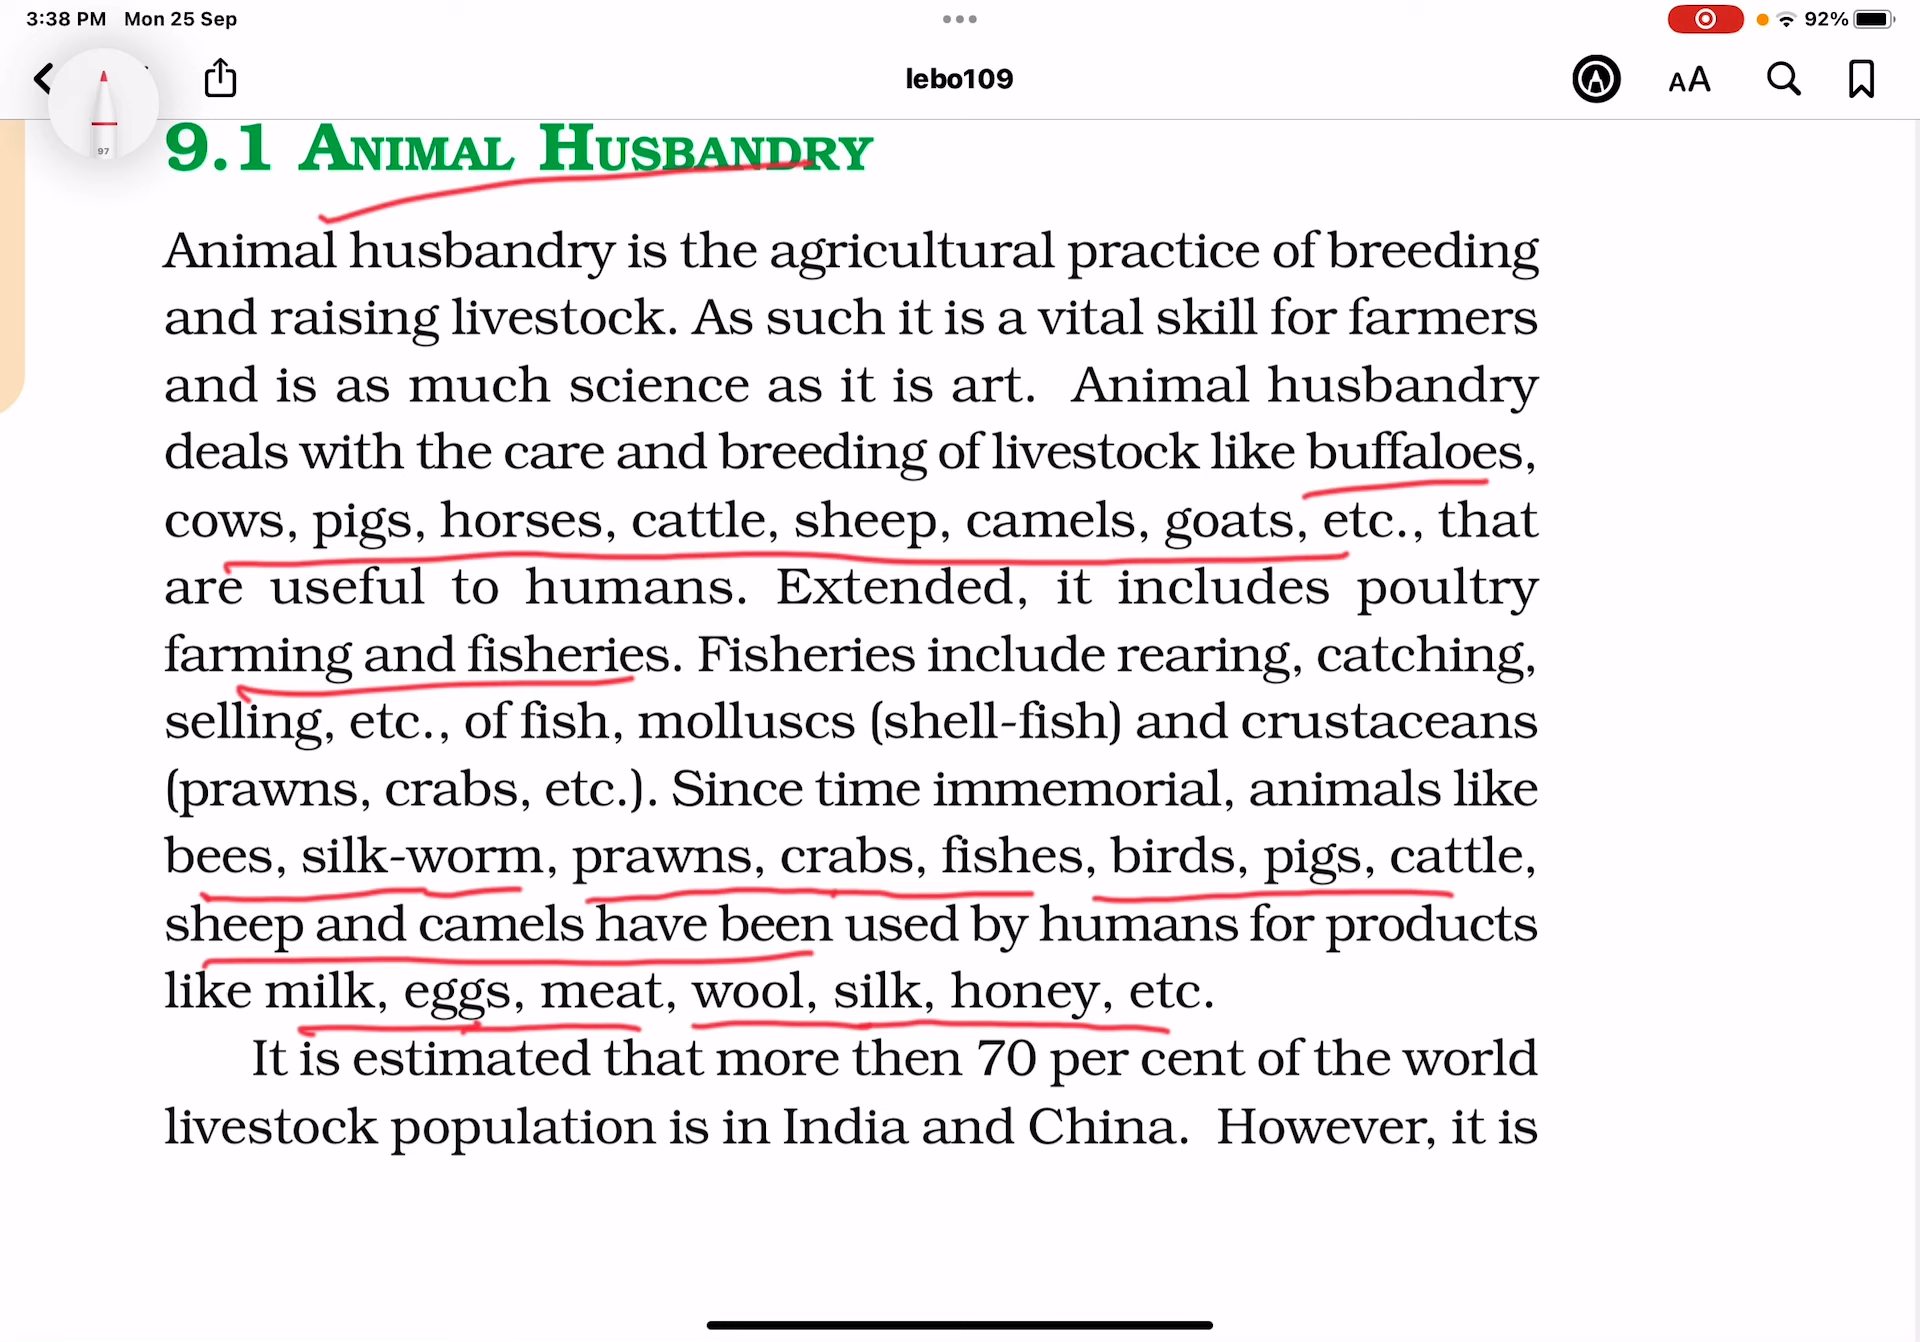 3:38 PM Mon 25 Sep
92%
lebo109
97
9.1 ANIMAL HUSBANDRY
Animal husbandry is the agricultural practice of breeding
and raising livestock. As such it is a vital skill for farmers
and is as much science as it is art. Animal husbandry
deals with the care and breeding of livestock like buffaloes,
cows, pigs, horses, cattle, sheep, camels, goats, etc., that
are useful to humans. Extended, it includes poultry
farming and fisheries. Fisheries include rearing, catching,
selling, etc., of fish, molluscs (shell-fish) and crustaceans
(prawns, crabs, etc.). Since time immemorial, animals like
bees, silk-worm, prawns, crabs, fishes, birds, pigs, cattle,
sheep and camels have been used by humans for products
like milk, eggs, meat, wool, silk, honey, etc.
It is estimated that more then 70 per cent of the world
livestock population is in India and China. However, it is